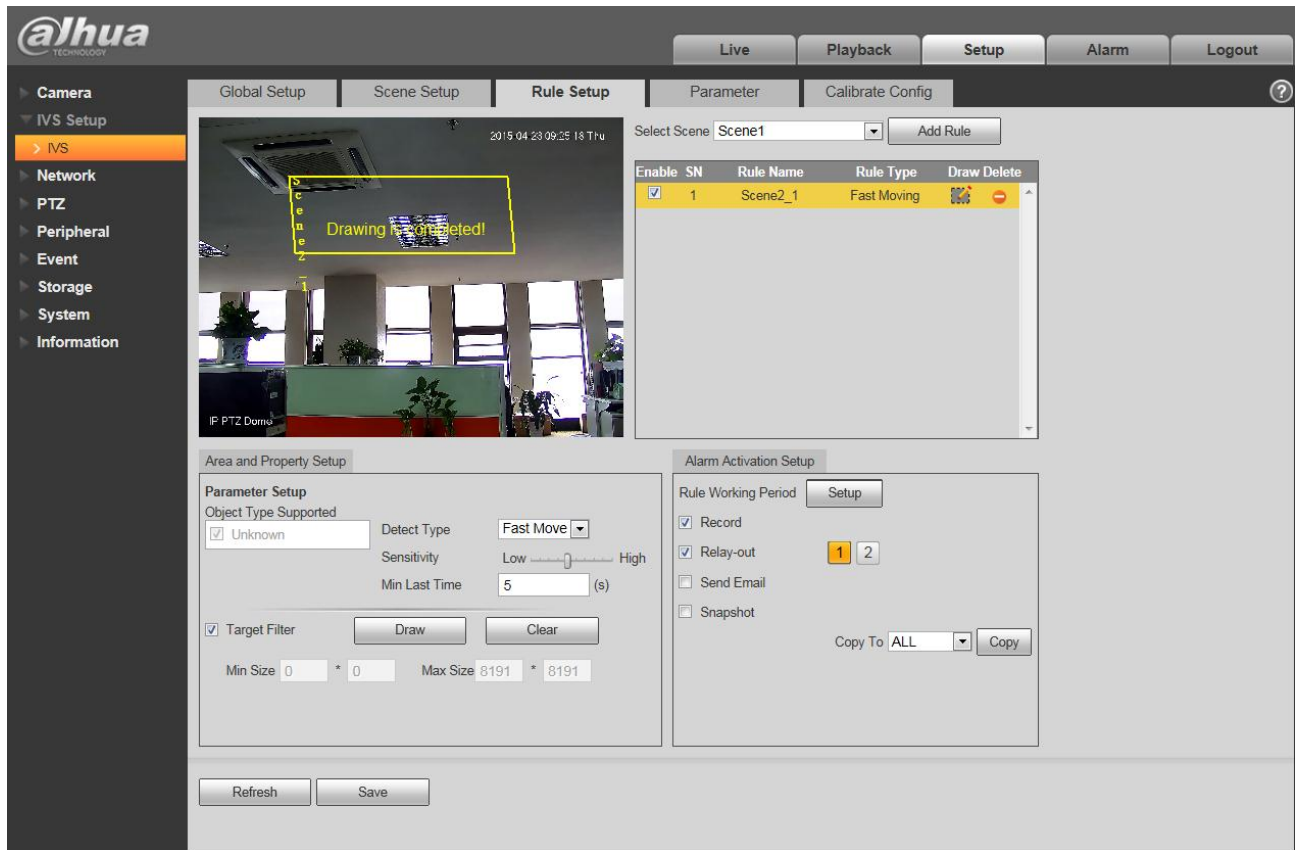 alhua
TECHNOLOGY
Live Playback Setup Alarm Logout
Camera
IVS Setup
IVS
Network
PTZ
Peripheral
Event
Storage
System
Information
Global Setup Scene Setup Rule Setup Parameter Calibrate Config ?
2015-04-23 09:25:18 Thu
Scene2_1
Drawing is completed!
IP PTZ Dome
Select Scene Scene1 Add Rule
Enable SN Rule Name Rule Type Draw Delete
1 Scene2_1 Fast Moving
Area and Property Setup
Parameter Setup
Object Type Supported
Unknown
Detect Type Fast Move
Sensitivity Low High
Min Last Time 5 (s)
Target Filter Draw Clear
Min Size 0 * 0 Max Size 8191 * 8191
Alarm Activation Setup
Rule Working Period Setup
Record
Relay-out 1 2
Send Email
Snapshot
Copy To ALL Copy
Refresh Save